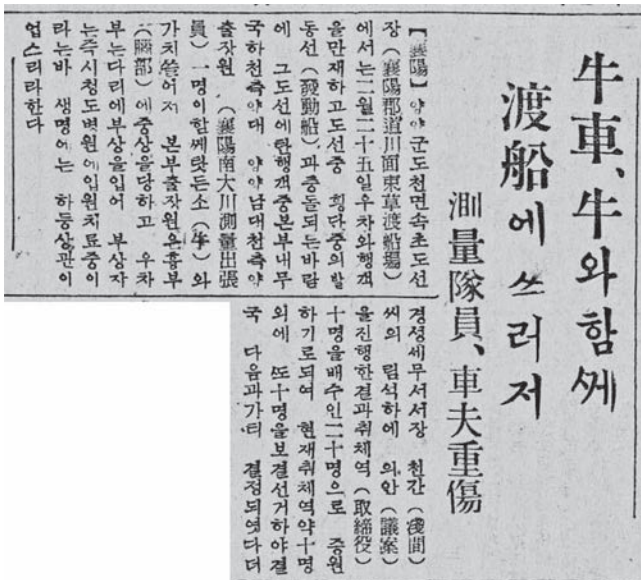 牛車、牛와함께
渡船에쓰러저
測量隊員、車夫重傷
【襄陽】 양양군도천면속초도선
장(襄陽郡道川面東草渡船場)
에서는二월二十五일우차와행객
을만재하고도선중 횡단중의발
동선(發動船)과충돌되는바람
에 그도선에탄행객중본부내무
국하천측양대 양양남대천측양
출장원 (襄陽南大川測量出張
員)一명이함께탓든소(牛)와
가치쓸어저 본부출장원은흉부
(胸部)에중상을당하고 우차
부는다리에부상을입어 부상자
는즉시청도병원에입원치료중이
라는바 생명에는 하등상관이
업스리라한다
경성세무서서장 천간(淺間)
씨의 림석하에 의안(議案)
을진행한결과취체역(取締役)
十명을배수인二十명으로 증원
하기로되여 현재취체역약十명
외에 또十명을보결선거하야결
국 다음과가티 결정되엿다더